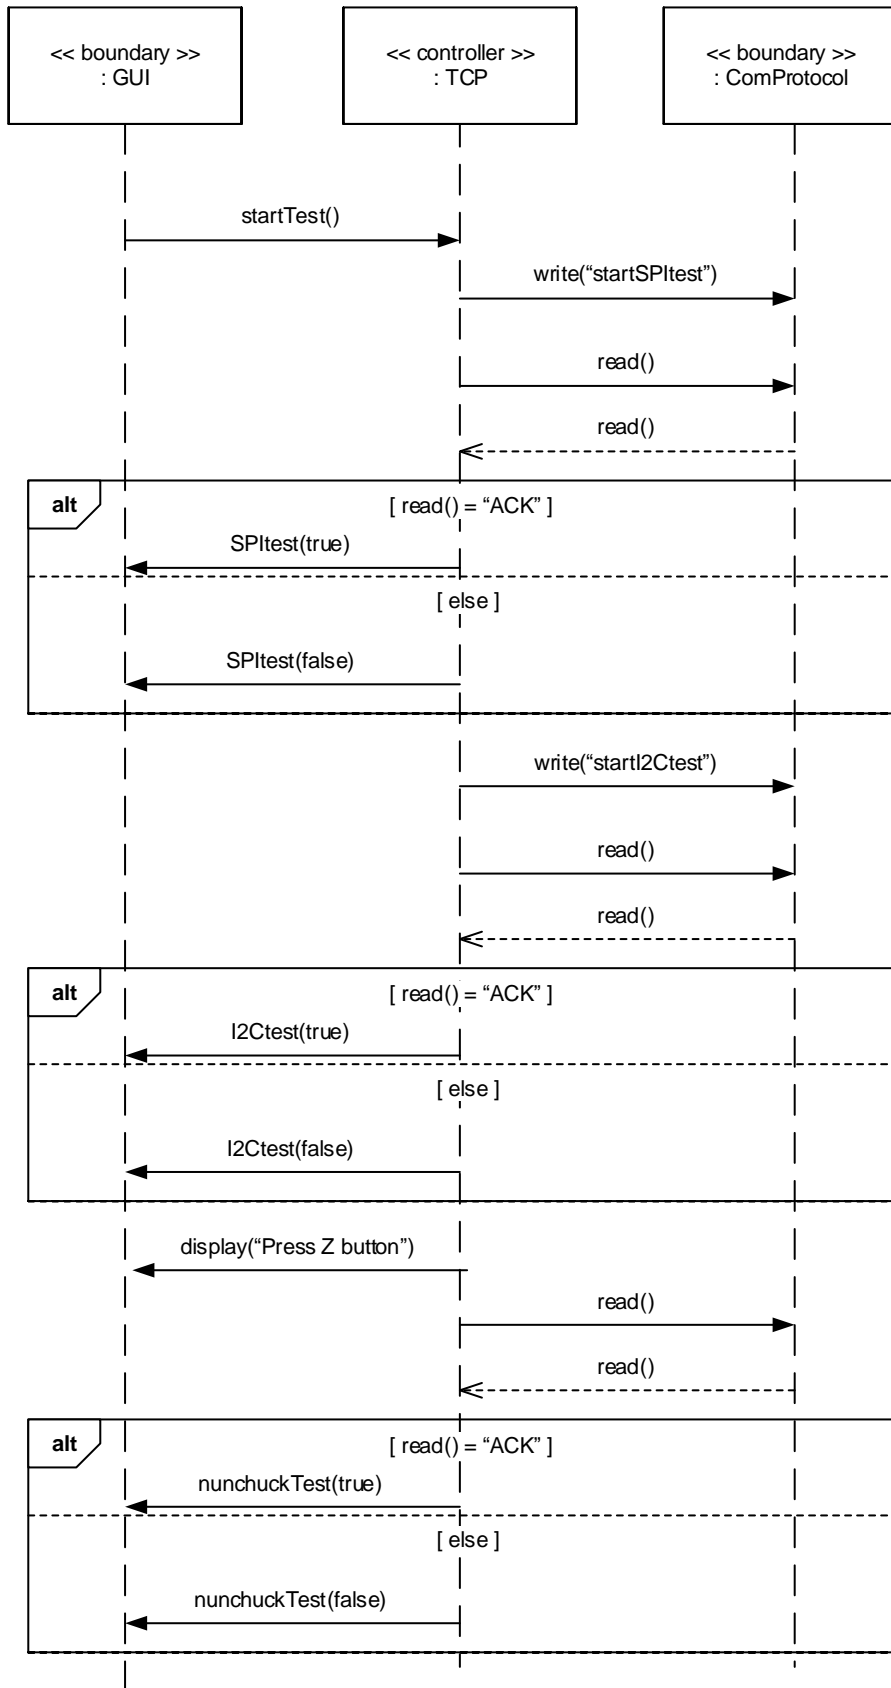 << boundary >>
: GUI
<< controller >>
: TCP
<< boundary >>
: ComProtocol
startTest()
write(“startSPItest”)
read()
read()
alt
[ read() = “ACK” ]
SPItest(true)
[ else ]
SPItest(false)
write(“startI2Ctest”)
read()
read()
alt
[ read() = “ACK” ]
I2Ctest(true)
[ else ]
I2Ctest(false)
display(“Press Z button”)
read()
read()
alt
[ read() = “ACK” ]
nunchuckTest(true)
[ else ]
nunchuckTest(false)